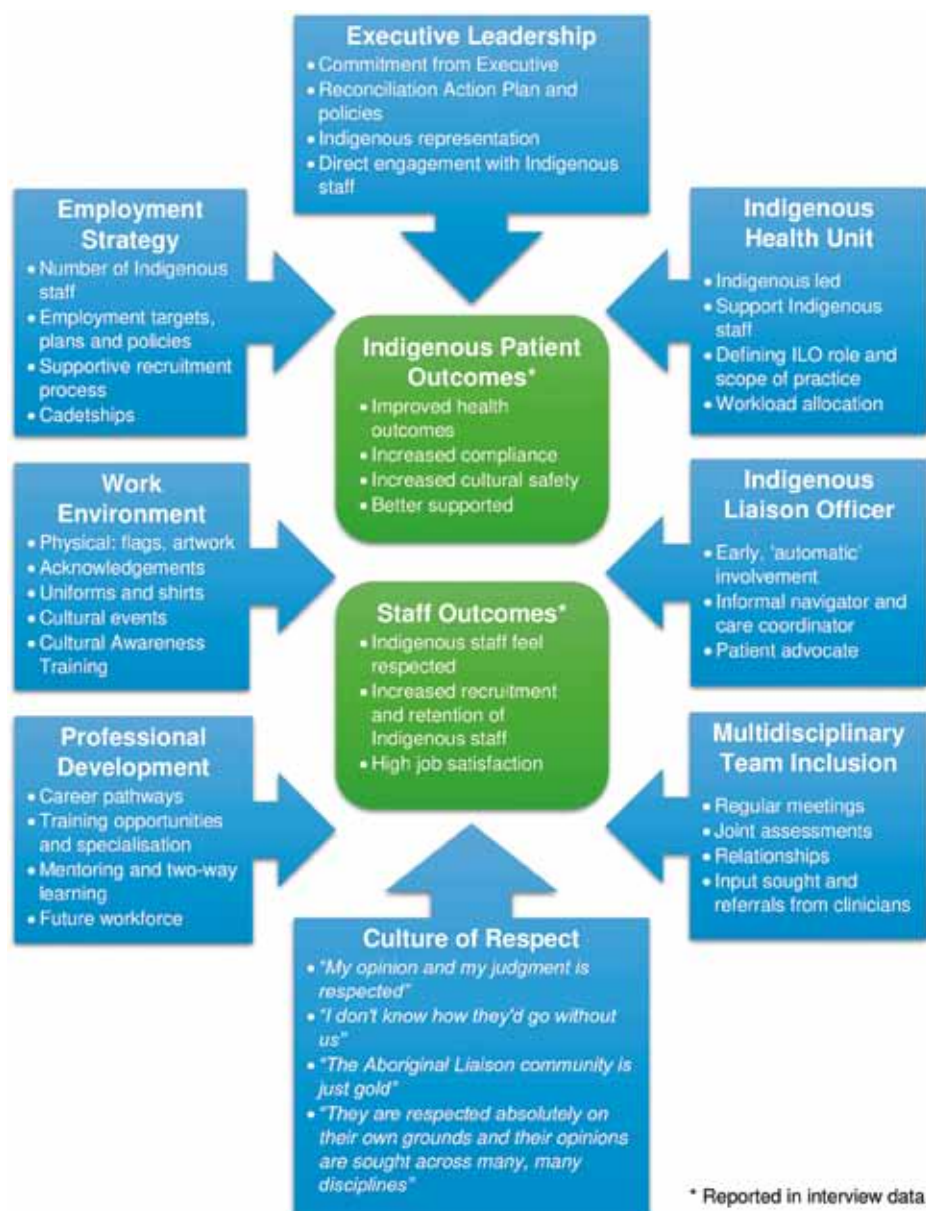 Executive Leadership
• Commitment from Executive
• Reconciliation Action Plan and
policies
• Indigenous representation
• Direct engagement with Indigenous
staff
Employment
Strategy
• Number of Indigenous
staff
• Employment targets,
plans and policies
• Supportive recruitment
process
• Cadetships
Indigenous
Health Unit
• Indigenous led
• Support Indigenous
staff
• Defining ILO role and
scope of practice
• Workload allocation
Indigenous Patient
Outcomes*
• Improved health
outcomes
• Increased compliance
• Increased cultural safety
• Better supported
Work
Environment
• Physical: flags, artwork
• Acknowledgements
• Uniforms and shirts
• Cultural events
• Cultural Awareness
Training
Indigenous
Liaison Officer
• Early, 'automatic'
involvement
• Informal navigator and
care coordinator
• Patient advocate
Staff Outcomes*
• Indigenous staff feel
respected
• Increased recruitment
and retention of
Indigenous staff
• High job satisfaction
Professional
Development
• Career pathways
• Training opportunities
and specialisation
• Mentoring and two-way
learning
• Future workforce
Multidisciplinary
Team Inclusion
• Regular meetings
• Joint assessments
• Relationships
• Input sought and
referrals from clinicians
Culture of Respect
• "My opinion and my judgment is
respected"
• "I don't know how they'd go without
us"
• "The Aboriginal Liaison community is
just gold"
• "They are respected absolutely on
their own grounds and their opinions
are sought across many, many
disciplines"
* Reported in interview data